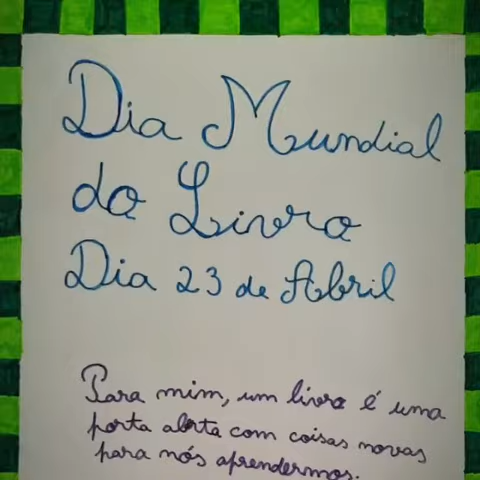 Dia Mundial
do Livro
Dia 23 de Abril
Para mim, um livro é uma
porta aberta com coisas novas
para nós aprendermos.